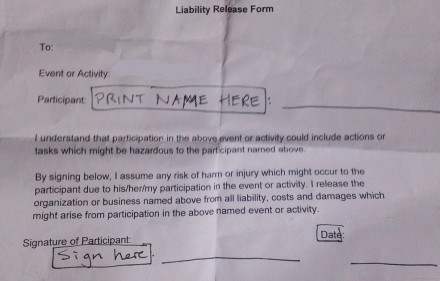 Liability Release Form
To:
Event or Activity:
Participant: PRINT NAME HERE:
I understand that participation in the above event or activity could include actions or
tasks which might be hazardous to the participant named above.
By signing below, I assume any risk of harm or injury which might occur to the
participant due to his/her/my participation in the event or activity. I release the
organization or business named above from all liability, costs and damages which
might arise from participation in the above named event or activity.
Signature of Participant: Date:
Sign here: